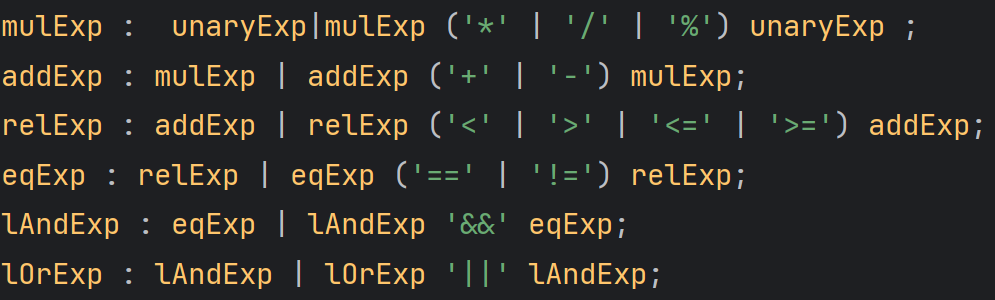 mulExp :  unaryExp|mulExp ('*' | '/' | '%') unaryExp ;
addExp : mulExp | addExp ('+' | '-') mulExp;
relExp : addExp | relExp ('<' | '>' | '<=' | '>=') addExp;
eqExp : relExp | eqExp ('==' | '!=') relExp;
lAndExp : eqExp | lAndExp '&&' eqExp;
lOrExp : lAndExp | lOrExp '||' lAndExp;